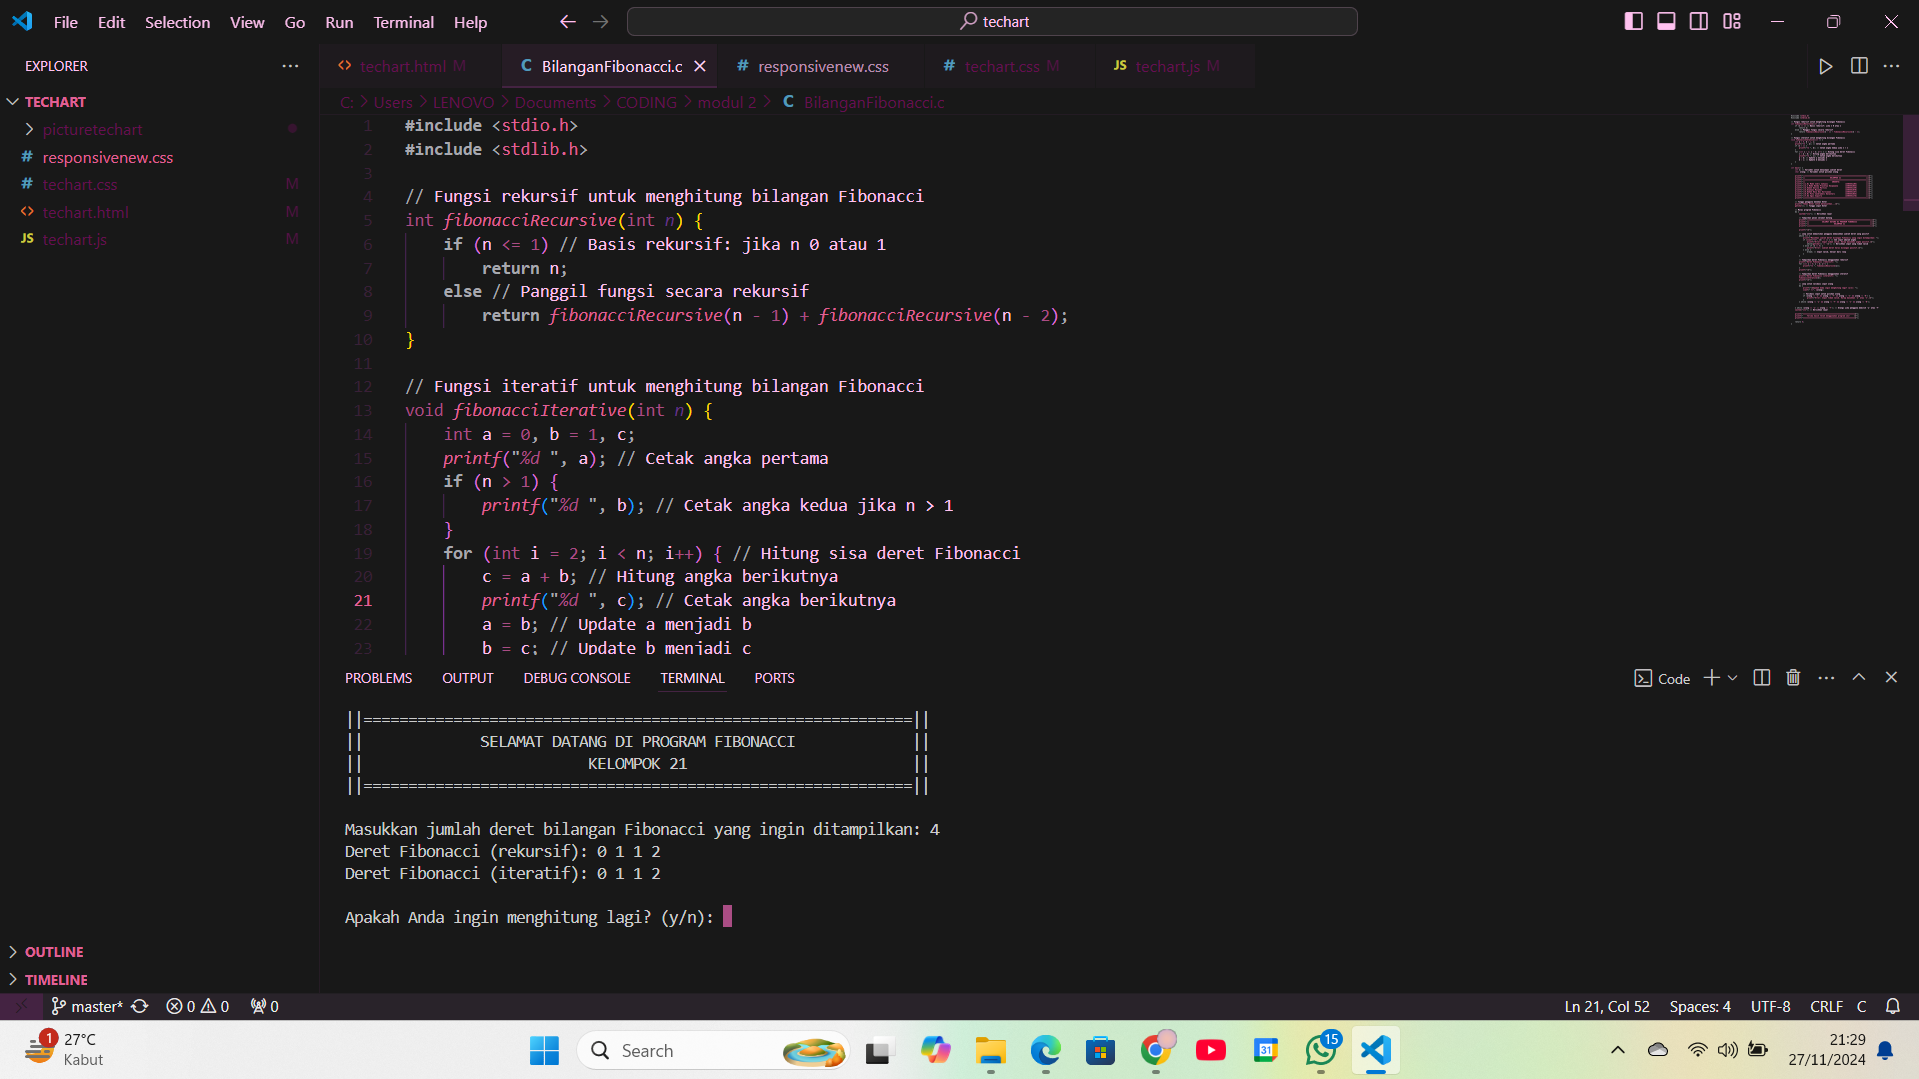 File Edit Selection View Go Run Terminal Help
techart
EXPLORER
TECHART
picturetechart
responsivenew.css
techart.css M
techart.html M
techart.js M
OUTLINE
TIMELINE
techart.html M
BilanganFibonacci.c
responsivenew.css
techart.css M
techart.js M
C: > Users > LENOVO > Documents > CODING > modul 2 > C BilanganFibonacci.c
1 #include <stdio.h>
2 #include <stdlib.h>
3
4 // Fungsi rekursif untuk menghitung bilangan Fibonacci
5 int fibonacciRecursive(int n) {
6 if (n <= 1) // Basis rekursif: jika n 0 atau 1
7 return n;
8 else // Panggil fungsi secara rekursif
9 return fibonacciRecursive(n - 1) + fibonacciRecursive(n - 2);
10 }
11
12 // Fungsi iteratif untuk menghitung bilangan Fibonacci
13 void fibonacciIterative(int n) {
14 int a = 0, b = 1, c;
15 printf("%d ", a); // Cetak angka pertama
16 if (n > 1) {
17 printf("%d ", b); // Cetak angka kedua jika n > 1
18 }
19 for (int i = 2; i < n; i++) { // Hitung sisa deret Fibonacci
20 c = a + b; // Hitung angka berikutnya
21 printf("%d ", c); // Cetak angka berikutnya
22 a = b; // Update a menjadi b
23 b = c; // Update b menjadi c
PROBLEMS OUTPUT DEBUG CONSOLE TERMINAL PORTS
Code
||=============================================================||
|| SELAMAT DATANG DI PROGRAM FIBONACCI ||
|| KELOMPOK 21 ||
||=============================================================||
Masukkan jumlah deret bilangan Fibonacci yang ingin ditampilkan: 4
Deret Fibonacci (rekursif): 0 1 1 2
Deret Fibonacci (iteratif): 0 1 1 2
Apakah Anda ingin menghitung lagi? (y/n):
master* 0 0 0
Ln 21, Col 52 Spaces: 4 UTF-8 CRLF C
1
27°C
Kabut
Search
31
15
21:29
27/11/2024